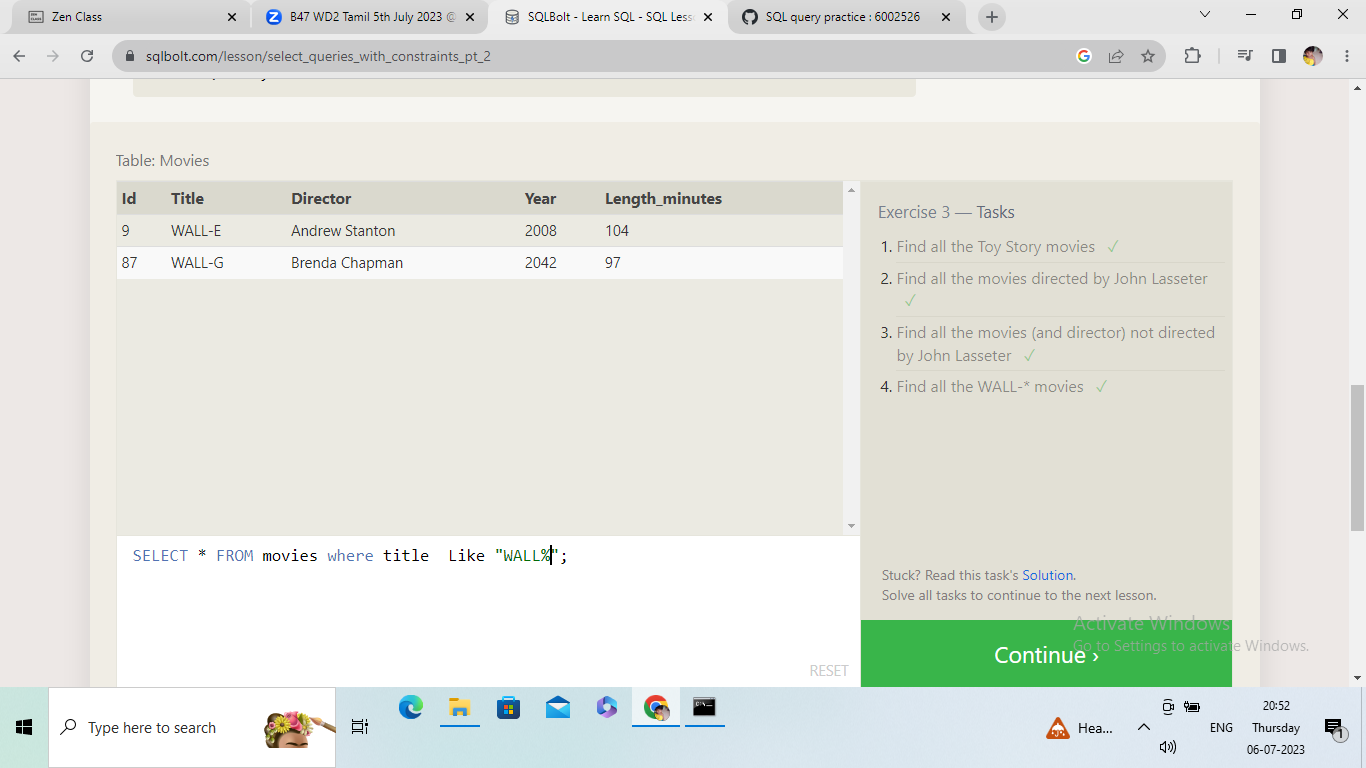 Zen Class
B47 WD2 Tamil 5th July 2023
SQLBolt - Learn SQL - SQL Less
SQL query practice : 6002526
sqlbolt.com/lesson/select_queries_with_constraints_pt_2
Table: Movies
Id Title Director Year Length_minutes
9 WALL-E Andrew Stanton 2008 104
87 WALL-G Brenda Chapman 2042 97
Exercise 3 — Tasks
1. Find all the Toy Story movies ✓
2. Find all the movies directed by John Lasseter
✓
3. Find all the movies (and director) not directed
by John Lasseter ✓
4. Find all the WALL-* movies ✓
SELECT * FROM movies where title  Like "WALL%";
RESET
Stuck? Read this task's Solution.
Solve all tasks to continue to the next lesson.
Continue ›
Activate Windows
Go to Settings to activate Windows.
Type here to search
Hea...
ENG
20:52
Thursday
06-07-2023
1